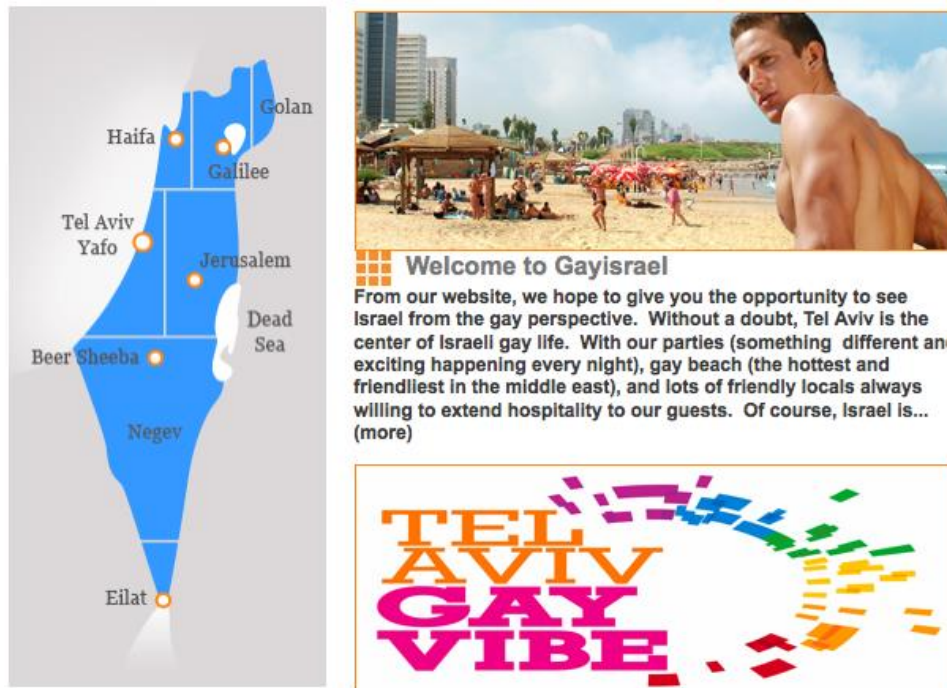 Golan
Haifa
Galilee
Tel Aviv
Yafo
Jerusalem
Dead
Sea
Beer Sheeba
Negev
Eilat
Welcome to Gayisrael
From our website, we hope to give you the opportunity to see
Israel from the gay perspective.  Without a doubt, Tel Aviv is the
center of Israeli gay life.  With our parties (something  different and
exciting happening every night), gay beach (the hottest and
friendliest in the middle east), and lots of friendly locals always
willing to extend hospitality to our guests.  Of course, Israel is...
(more)
TEL
AVIV
GAY
VIBE